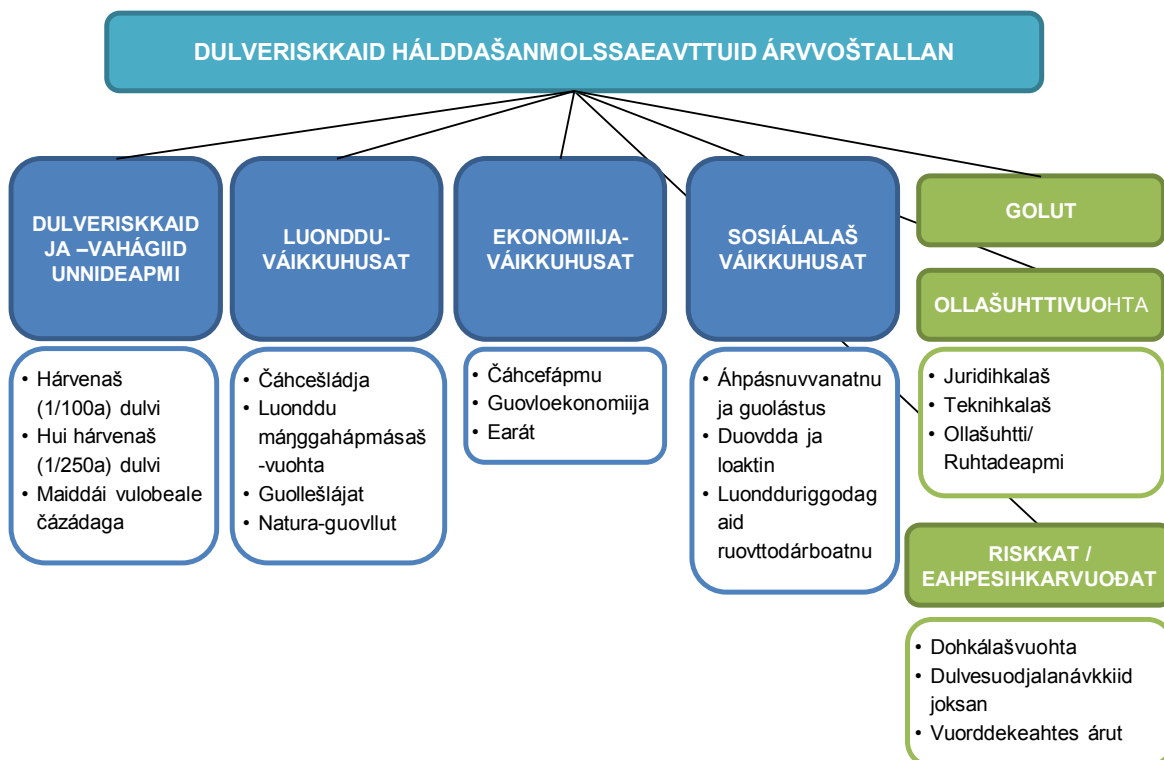 DULVERISKKAID HÁLDDAŠANMOLSSAEAVTTUID ÁRVVOŠTALLAN
DULVERISKKAID
JA –VAHÁGIID
UNNIDEAPMI
• Hárvenaš
(1/100a) dulvi
• Hui hárvenaš
(1/250a) dulvi
• Maiddái vulobeale
čázádaga
LUONDDU-
VÁIKKUHUSAT
• Čáhcešládja
• Luonddu
máŋggahápmásaš
-vuohta
• Guollešlájat
• Natura-guovllut
EKONOMIIJA-
VÁIKKUHUSAT
• Čáhcefápmu
• Guovloekonomiija
• Earát
SOSIÁLALAŠ
VÁIKKUHUSAT
• Áhpásnuvvanatnu
ja guolástus
• Duovdda ja
loaktin
• Luondduriggodag
aid
ruovttodárboatnu
GOLUT
OLLAŠUHTTIVUOHTA
• Juridihkalaš
• Teknihkalaš
• Ollašuhtti/
Ruhtadeapmi
RISKKAT /
EAHPESIHKARVUOĐAT
• Dohkálašvuohta
• Dulvesuodjalanávkkiid
joksan
• Vuorddekeahtes árut